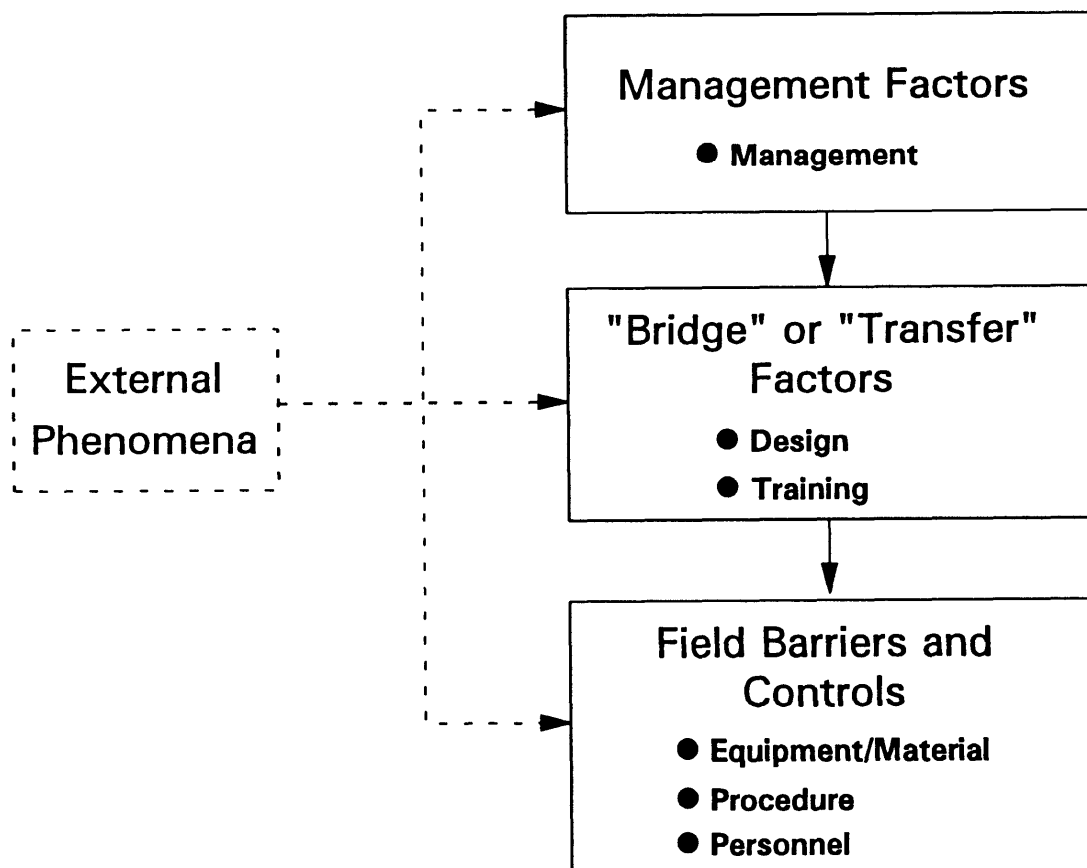 Management Factors
● Management
External
Phenomena
"Bridge" or "Transfer"
Factors
● Design
● Training
Field Barriers and
Controls
● Equipment/Material
● Procedure
● Personnel